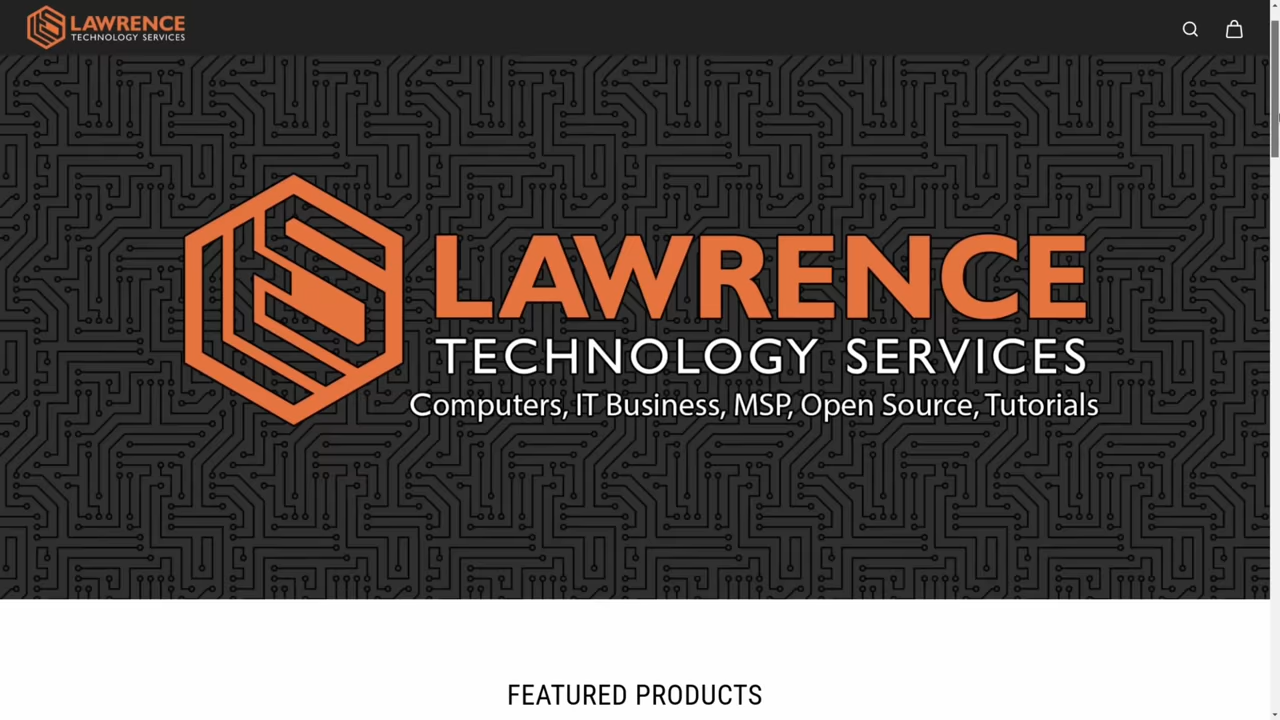 LAWRENCE
TECHNOLOGY SERVICES
LAWRENCE
TECHNOLOGY SERVICES
Computers, IT Business, MSP, Open Source, Tutorials
FEATURED PRODUCTS